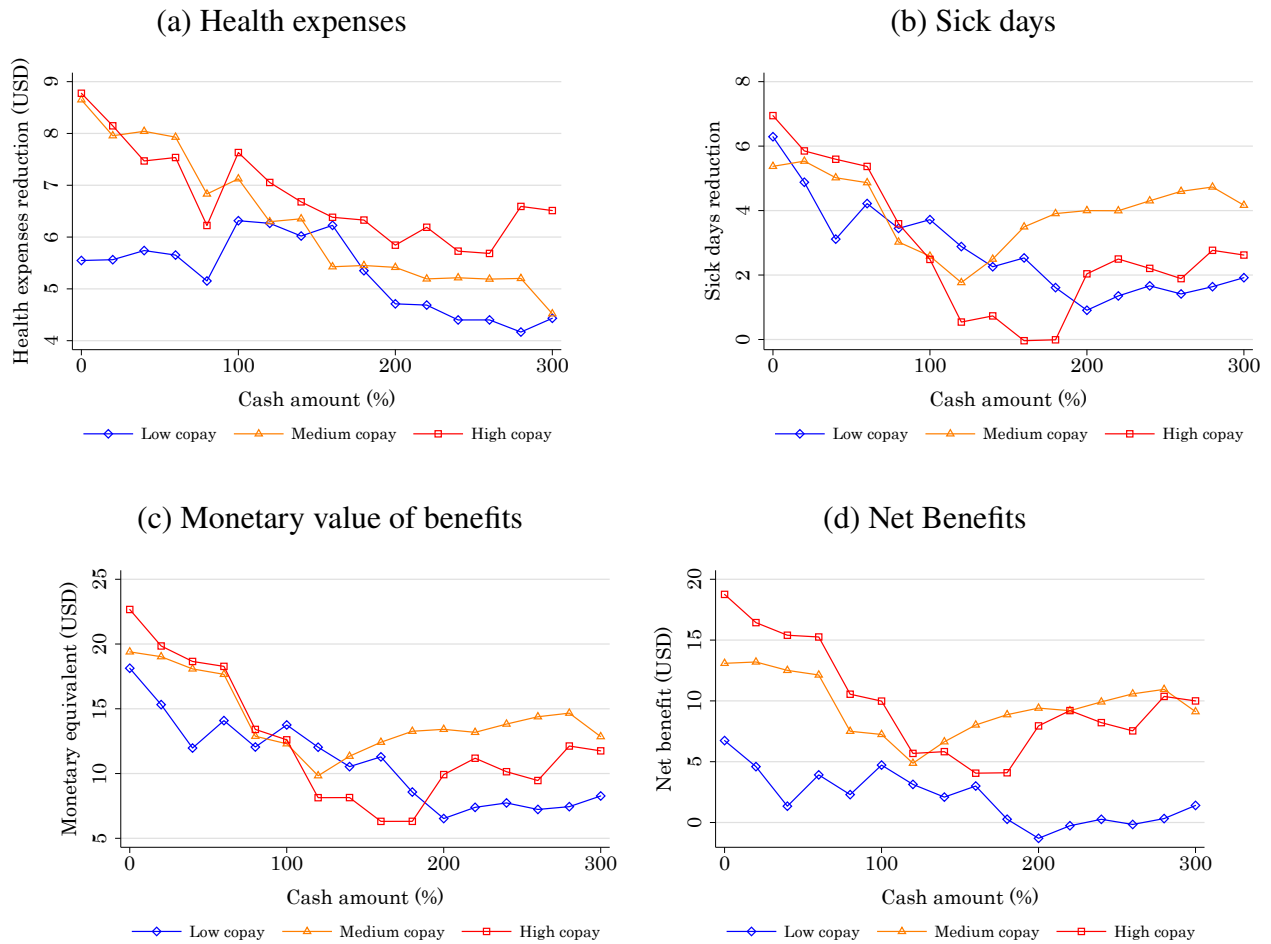 (a) Health expenses
Health expenses reduction (USD)
9
8
7
6
5
4
0 100 200 300
Cash amount (%)
Low copay Medium copay High copay
(b) Sick days
Sick days reduction
8
6
4
2
0
0 100 200 300
Cash amount (%)
Low copay Medium copay High copay
(c) Monetary value of benefits
Monetary equivalent (USD)
25
20
15
10
5
0 100 200 300
Cash amount (%)
Low copay Medium copay High copay
(d) Net Benefits
Net benefit (USD)
20
15
10
5
0
0 100 200 300
Cash amount (%)
Low copay Medium copay High copay